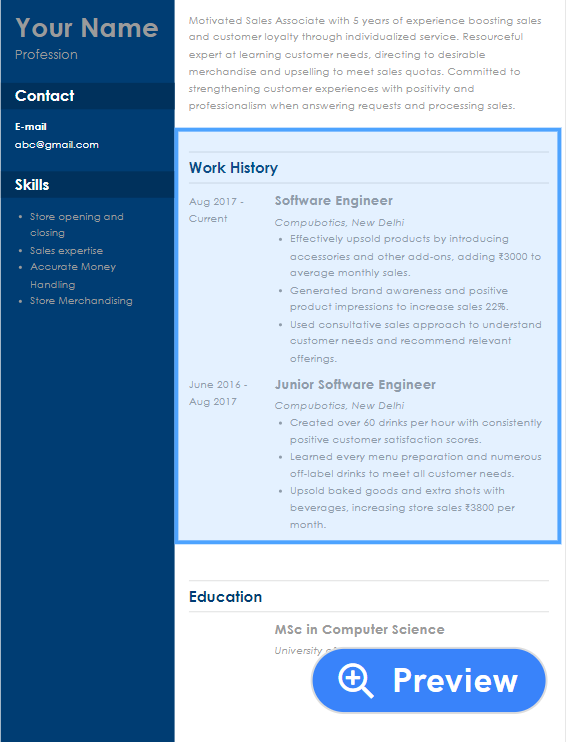 Your Name
Profession
Contact
E-mail
abc@gmail.com
Skills
• Store opening and
closing
• Sales expertise
• Accurate Money
Handling
• Store Merchandising
Motivated Sales Associate with 5 years of experience boosting sales
and customer loyalty through individualized service. Resourceful
expert at learning customer needs, directing to desirable
merchandise and upselling to meet sales quotas. Committed to
strengthening customer experiences with positivity and
professionalism when answering requests and processing sales.
Work History
Aug 2017 -
Current
Software Engineer
Compubotics, New Delhi
• Effectively upsold products by introducing
accessories and other add-ons, adding ₹3000 to
average monthly sales.
• Generated brand awareness and positive
product impressions to increase sales 22%.
• Used consultative sales approach to understand
customer needs and recommend relevant
offerings.
June 2016 -
Aug 2017
Junior Software Engineer
Compubotics, New Delhi
• Created over 60 drinks per hour with consistently
positive customer satisfaction scores.
• Learned every menu preparation and numerous
off-label drinks to meet all customer needs.
• Upsold baked goods and extra shots with
beverages, increasing store sales ₹3800 per
month.
Education
MSc in Computer Science
University
Preview